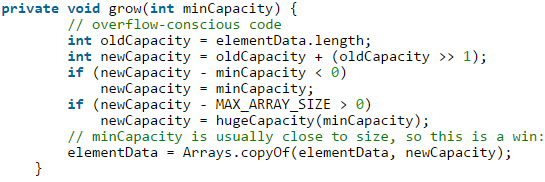 private void grow(int minCapacity) {
        // overflow-conscious code
        int oldCapacity = elementData.length;
        int newCapacity = oldCapacity + (oldCapacity >> 1);
        if (newCapacity - minCapacity < 0)
            newCapacity = minCapacity;
        if (newCapacity - MAX_ARRAY_SIZE > 0)
            newCapacity = hugeCapacity(minCapacity);
        // minCapacity is usually close to size, so this is a win:
        elementData = Arrays.copyOf(elementData, newCapacity);
    }